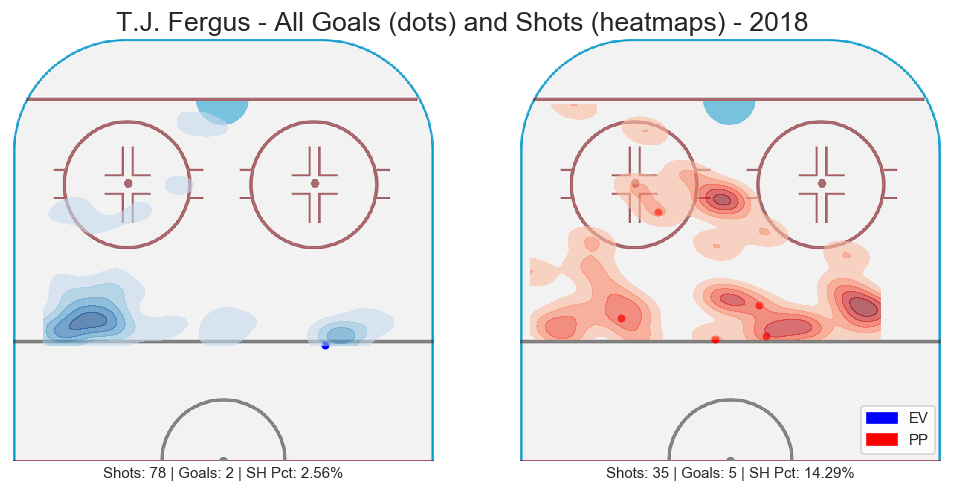 T.J. Fergus - All Goals (dots) and Shots (heatmaps) - 2018
EV
PP
Shots: 78 | Goals: 2 | SH Pct: 2.56%
Shots: 35 | Goals: 5 | SH Pct: 14.29%